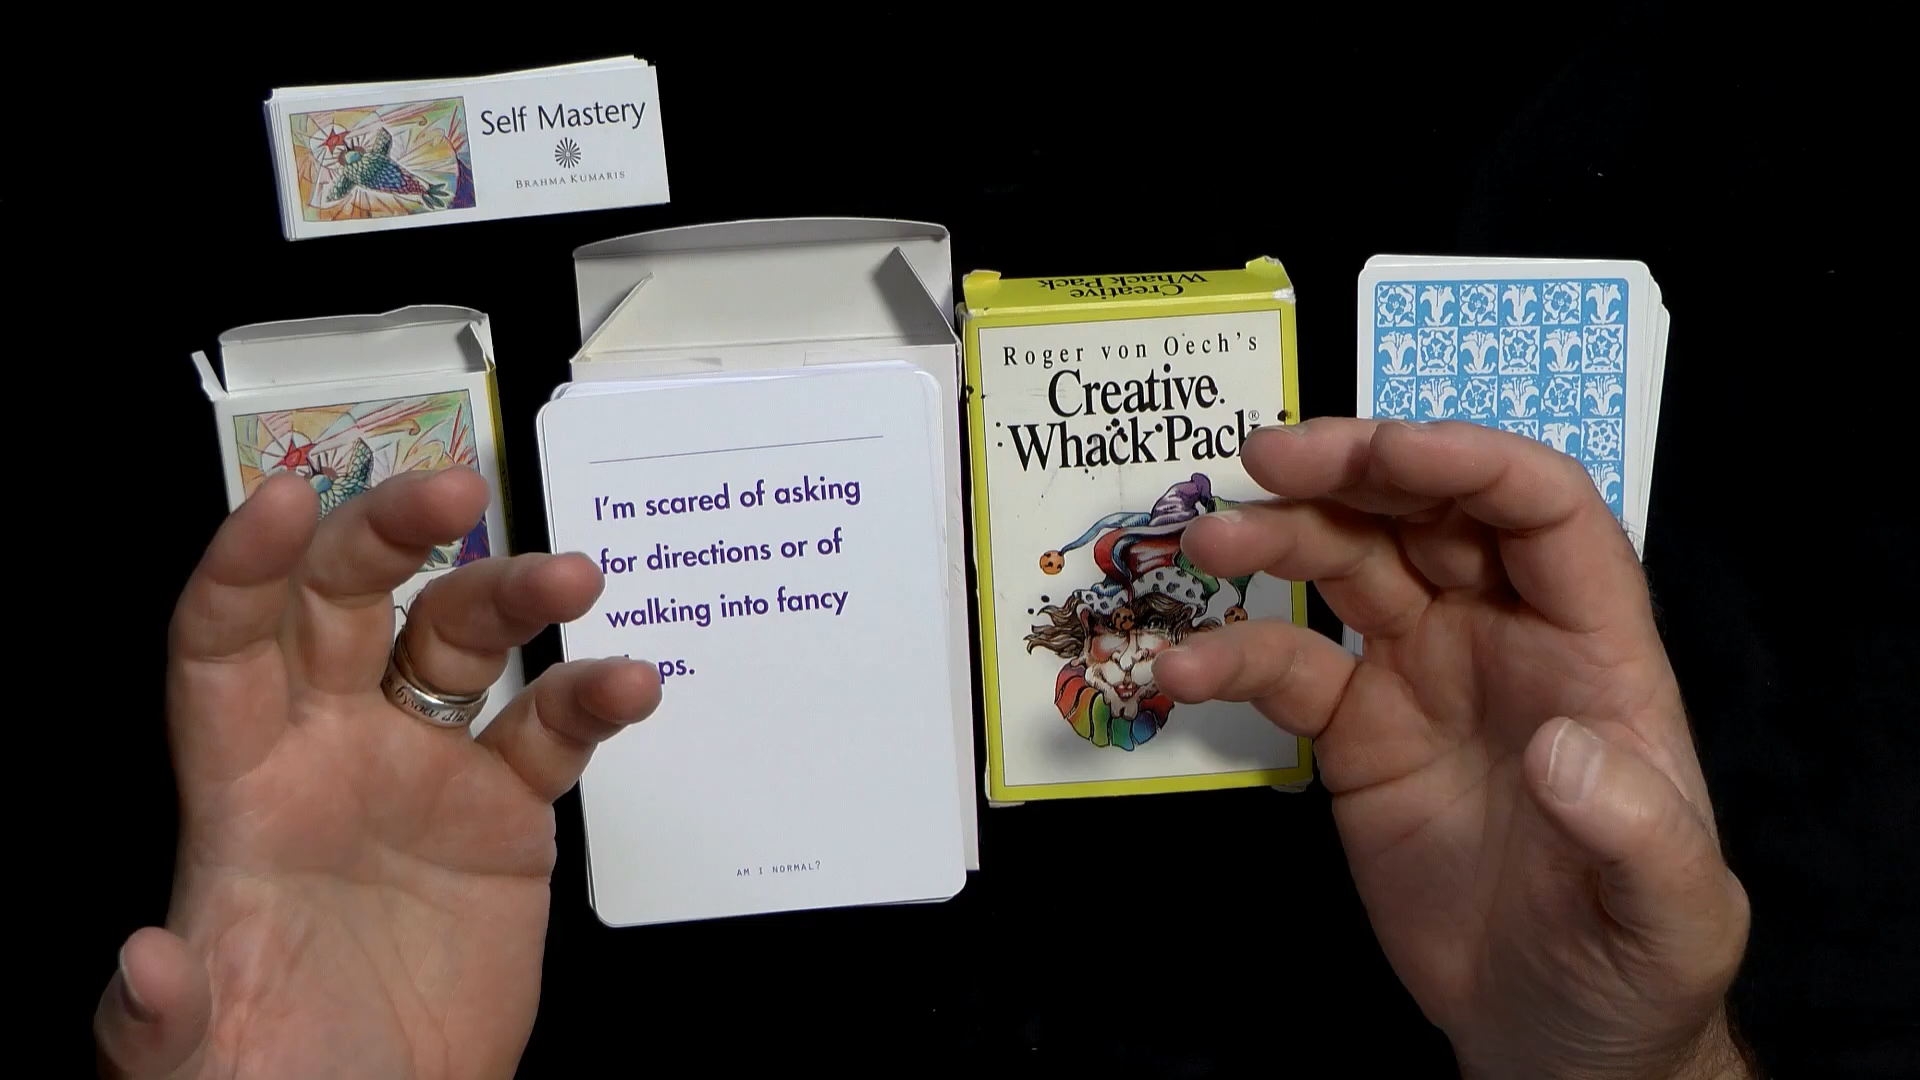 Self Mastery
BRAHMA KUMARIS
Creative
Whack Pack
Roger von Oech's
Creative
Whack Pack
®
I'm scared of asking
for directions or of
walking into fancy
ps.
AM I NORMAL?